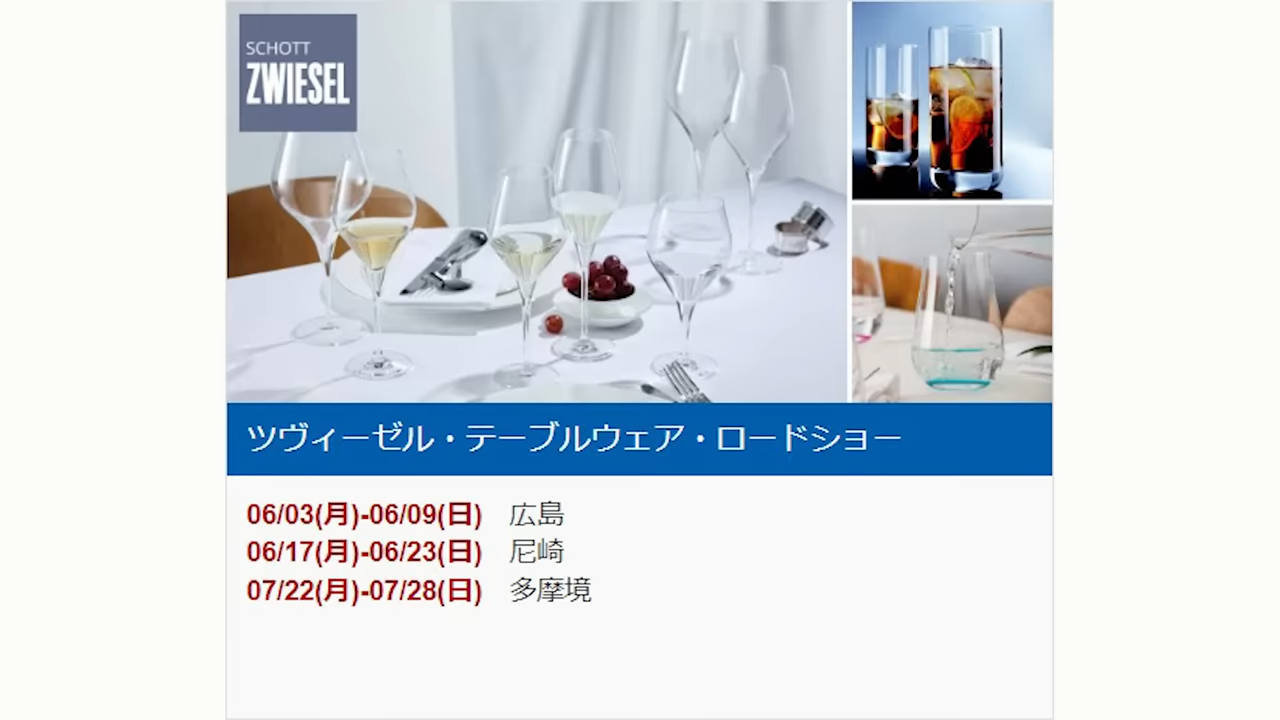 SCHOTT
ZWIESEL
ツヴィーゼル・テーブルウェア・ロードショー
06/03(月)-06/09(日) 広島
06/17(月)-06/23(日) 尼崎
07/22(月)-07/28(日) 多摩境